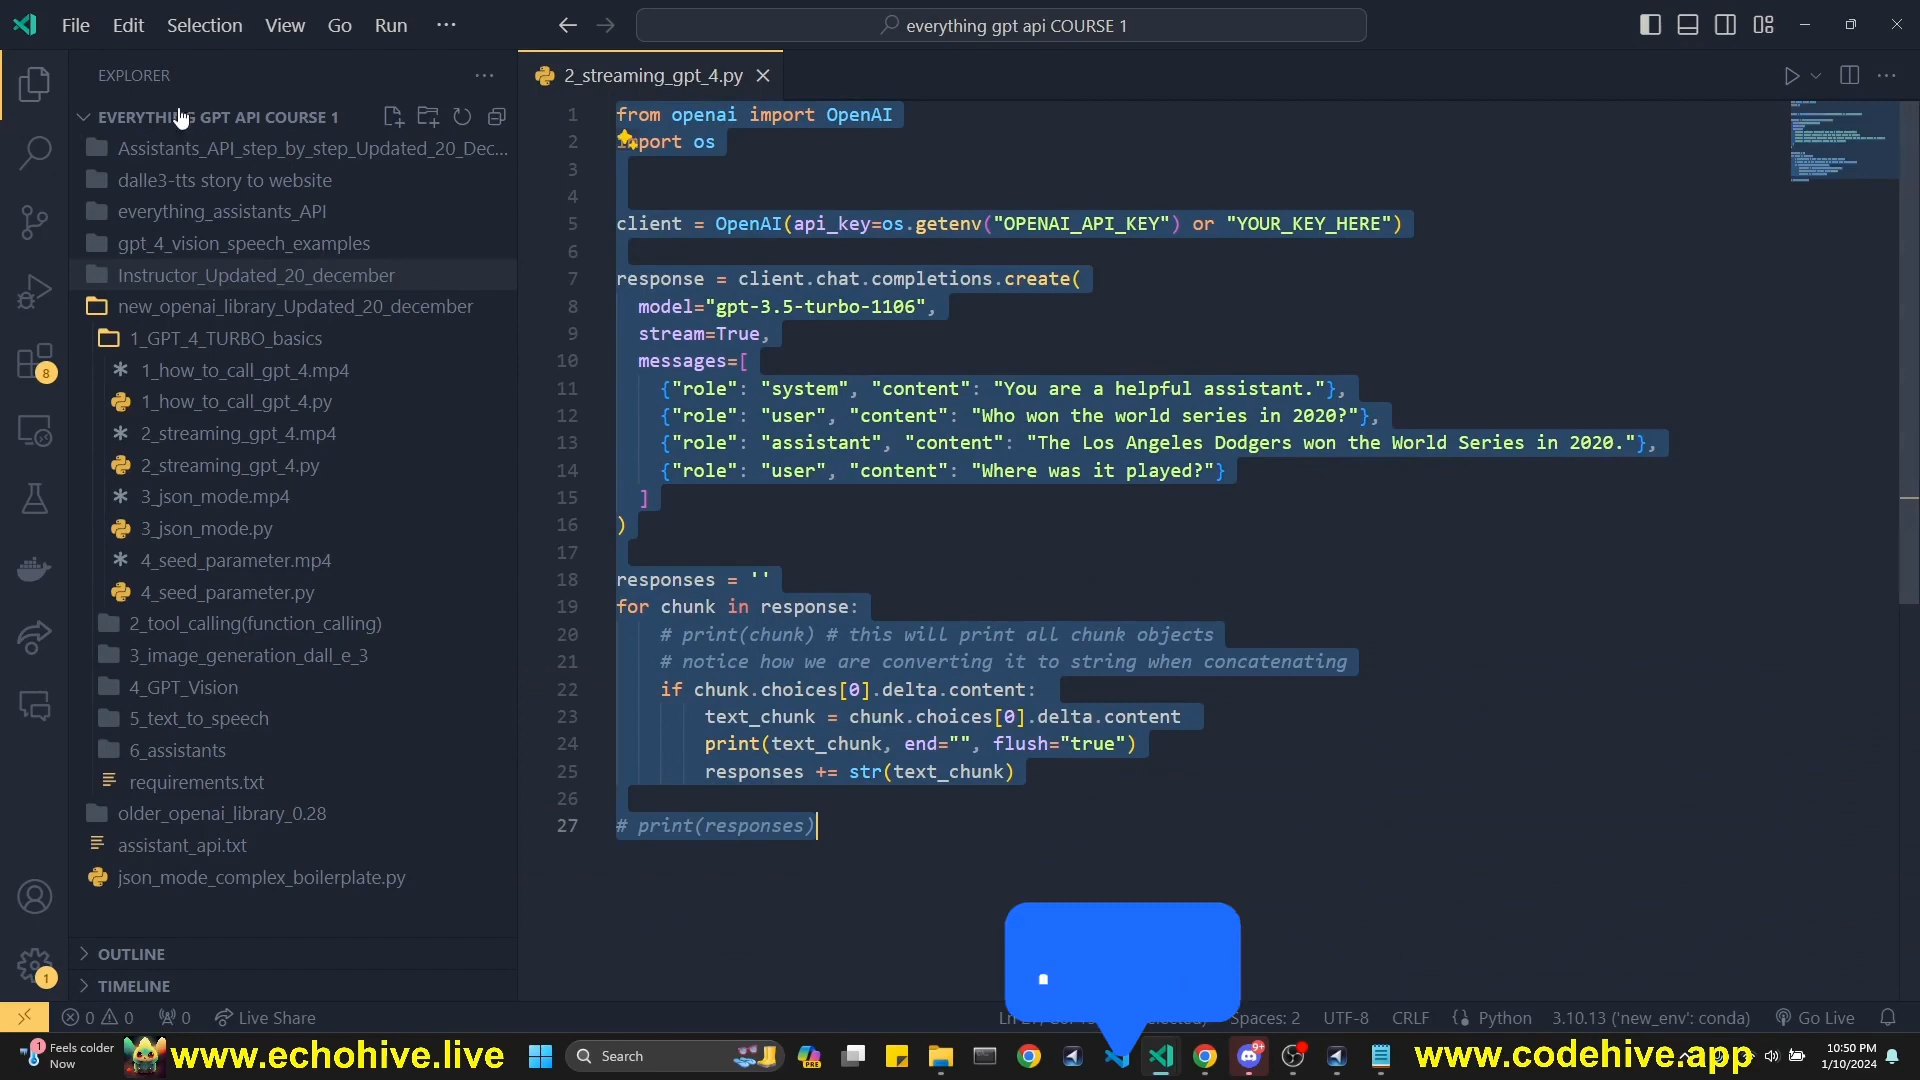 File Edit Selection View Go Run ···
everything gpt api COURSE 1
EXPLORER
EVERYTHING GPT API COURSE 1
Assistants_API_step_by_step_Updated_20_Dec...
dalle3-tts story to website
everything_assistants_API
gpt_4_vision_speech_examples
Instructor_Updated_20_december
new_openai_library_Updated_20_december
1_GPT_4_TURBO_basics
1_how_to_call_gpt_4.mp4
1_how_to_call_gpt_4.py
2_streaming_gpt_4.mp4
2_streaming_gpt_4.py
3_json_mode.mp4
3_json_mode.py
4_seed_parameter.mp4
4_seed_parameter.py
2_tool_calling(function_calling)
3_image_generation_dall_e_3
4_GPT_Vision
5_text_to_speech
6_assistants
requirements.txt
older_openai_library_0.28
assistant_api.txt
json_mode_complex_boilerplate.py
OUTLINE
TIMELINE
8
1
2_streaming_gpt_4.py
1 from openai import OpenAI
2 import os
3
4
5 client = OpenAI(api_key=os.getenv("OPENAI_API_KEY") or "YOUR_KEY_HERE")
6
7 response = client.chat.completions.create(
8 model="gpt-3.5-turbo-1106",
9 stream=True,
10 messages=[
11 {"role": "system", "content": "You are a helpful assistant."},
12 {"role": "user", "content": "Who won the world series in 2020?"},
13 {"role": "assistant", "content": "The Los Angeles Dodgers won the World Series in 2020."},
14 {"role": "user", "content": "Where was it played?"}
15 ]
16 )
17
18 responses = ''
19 for chunk in response:
20 # print(chunk) # this will print all chunk objects
21 # notice how we are converting it to string when concatenating
22 if chunk.choices[0].delta.content:
23 text_chunk = chunk.choices[0].delta.content
24 print(text_chunk, end="", flush="true")
25 responses += str(text_chunk)
26
27 # print(responses)
0 0 0 Live Share
Spaces: 2 UTF-8 CRLF Python 3.10.13 ('new_env': conda) Go Live
1 Feels colder
Now
www.echohive.live
Search
PRE
9+
www.codehive.app
10:50 PM
1/10/2024